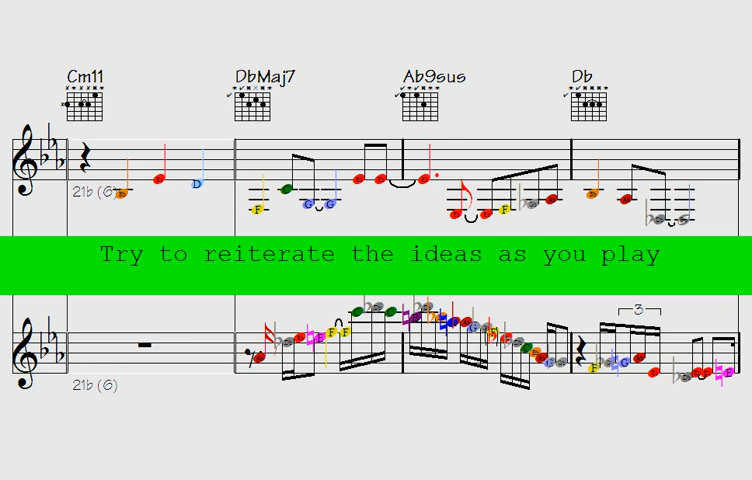 Cm11 DbMaj7 Ab9sus Db
21b (6)
Try to reiterate the ideas as you play
3
21b (6)